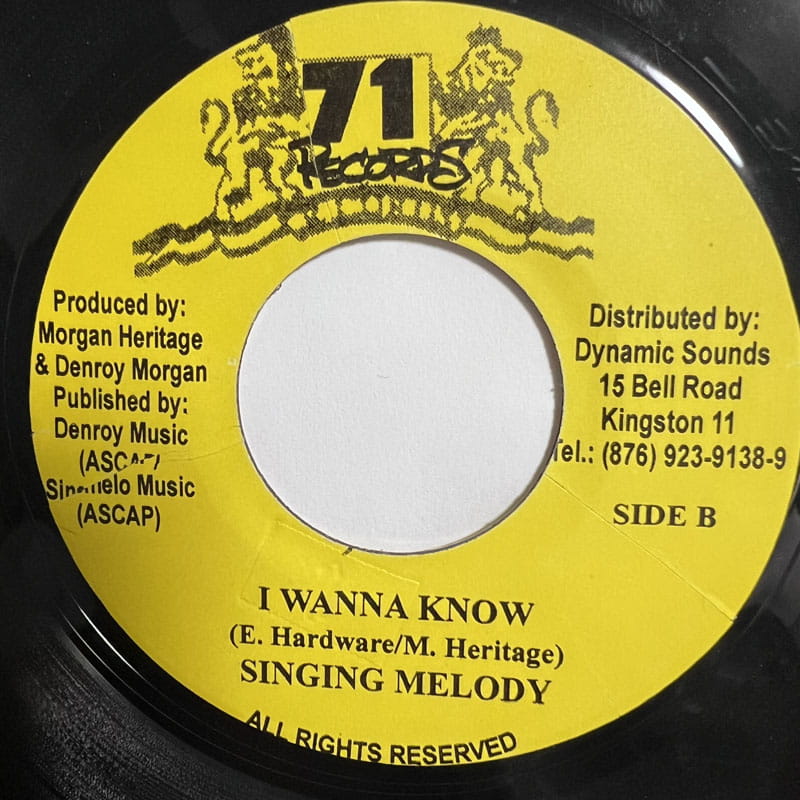 71
RECORDS
Produced by:
Morgan Heritage
& Denroy Morgan
Published by:
Denroy Music
(ASCAP)
Music
(ASCAP)
Distributed by:
Dynamic Sounds
15 Bell Road
Kingston 11
Tel.: (876) 923-9138-9
SIDE B
I WANNA KNOW
(E. Hardware/M. Heritage)
SINGING MELODY
ALL RIGHTS RESERVED